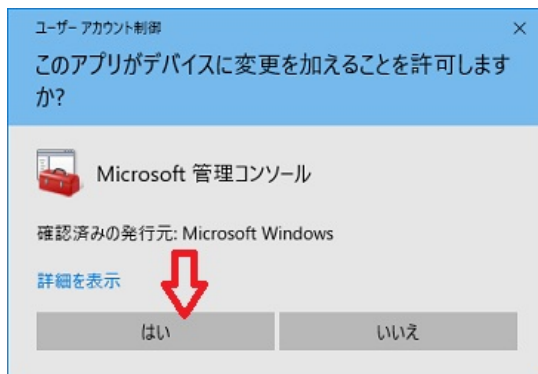 ユーザー アカウント制御
このアプリがデバイスに変更を加えることを許可します
か?
Microsoft 管理コンソール
確認済みの発行元: Microsoft Windows
詳細を表示
はい
いいえ